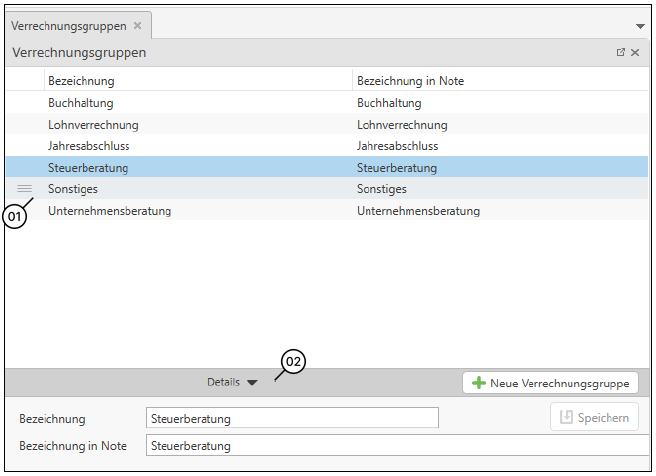 Verrechnungsgruppen
Verrechnungsgruppen
Bezeichnung Bezeichnung in Note
Buchhaltung Buchhaltung
Lohnverrechnung Lohnverrechnung
Jahresabschluss Jahresabschluss
Steuerberatung Steuerberatung
Sonstiges Sonstiges
01
Unternehmensberatung Unternehmensberatung
02
Details Neue Verrechnungsgruppe
Bezeichnung Steuerberatung Speichern
Bezeichnung in Note Steuerberatung